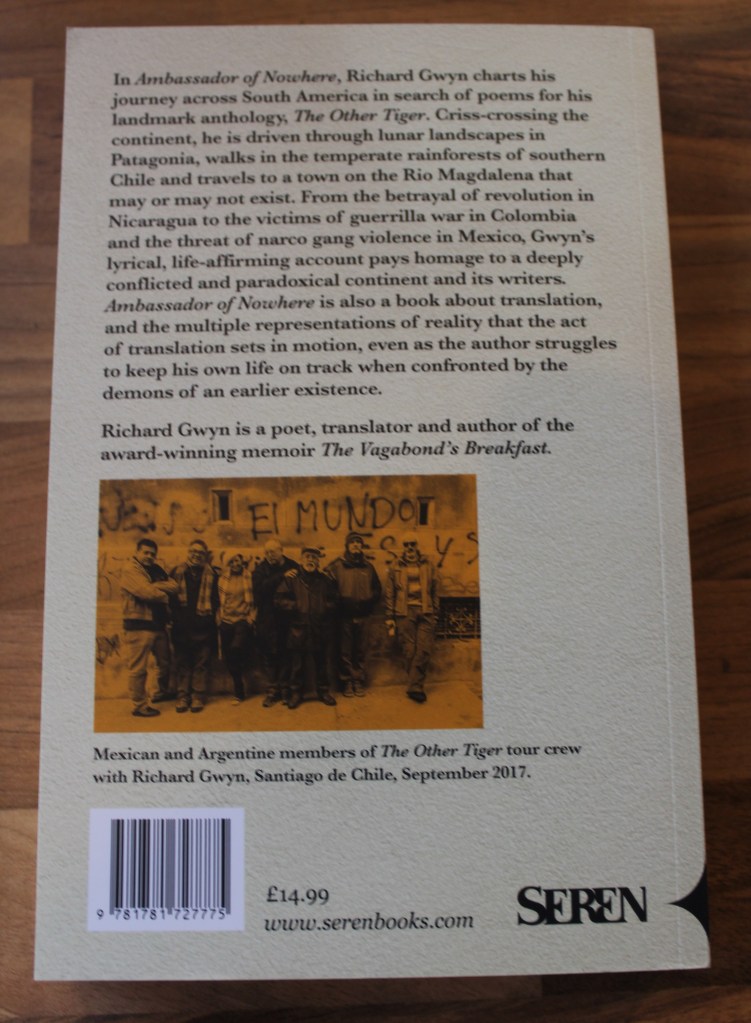 In Ambassador of Nowhere, Richard Gwyn charts his
journey across South America in search of poems for his
landmark anthology, The Other Tiger. Criss-crossing the
continent, he is driven through lunar landscapes in
Patagonia, walks in the temperate rainforests of southern
Chile and travels to a town on the Rio Magdalena that
may or may not exist. From the betrayal of revolution in
Nicaragua to the victims of guerrilla war in Colombia
and the threat of narco gang violence in Mexico, Gwyn's
lyrical, life-affirming account pays homage to a deeply
conflicted and paradoxical continent and its writers.
Ambassador of Nowhere is also a book about translation,
and the multiple representations of reality that the act
of translation sets in motion, even as the author struggles
to keep his own life on track when confronted by the
demons of an earlier existence.
Richard Gwyn is a poet, translator and author of the
award-winning memoir The Vagabond's Breakfast.
El MUNDO
Mexican and Argentine members of The Other Tiger tour crew
with Richard Gwyn, Santiago de Chile, September 2017.
9 781781 727775
£14.99
www.serenbooks.com
SEREN